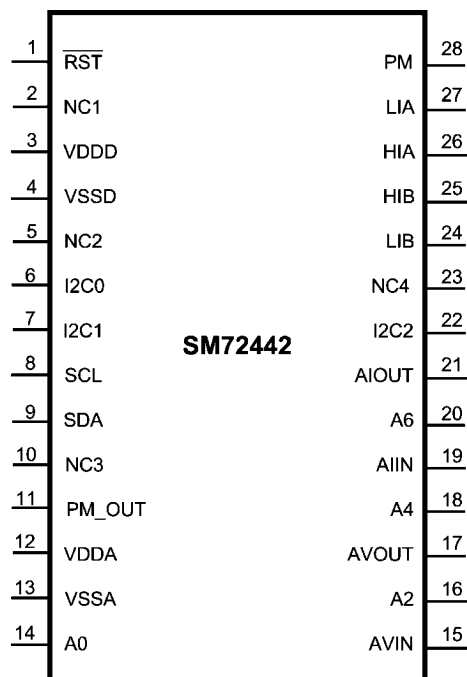 1 RST PM 28
2 NC1 LIA 27
3 VDDD HIA 26
4 VSSD HIB 25
5 NC2 LIB 24
6 I2C0 NC4 23
7 I2C1 I2C2 22
SM72442
8 SCL AIOUT 21
9 SDA A6 20
10 NC3 AIIN 19
11 PM_OUT A4 18
12 VDDA AVOUT 17
13 VSSA A2 16
14 A0 AVIN 15